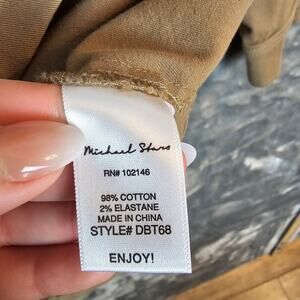 Michael Stars
RN# 102146
98% COTTON
2% ELASTANE
MADE IN CHINA
STYLE# DBT68
ENJOY!